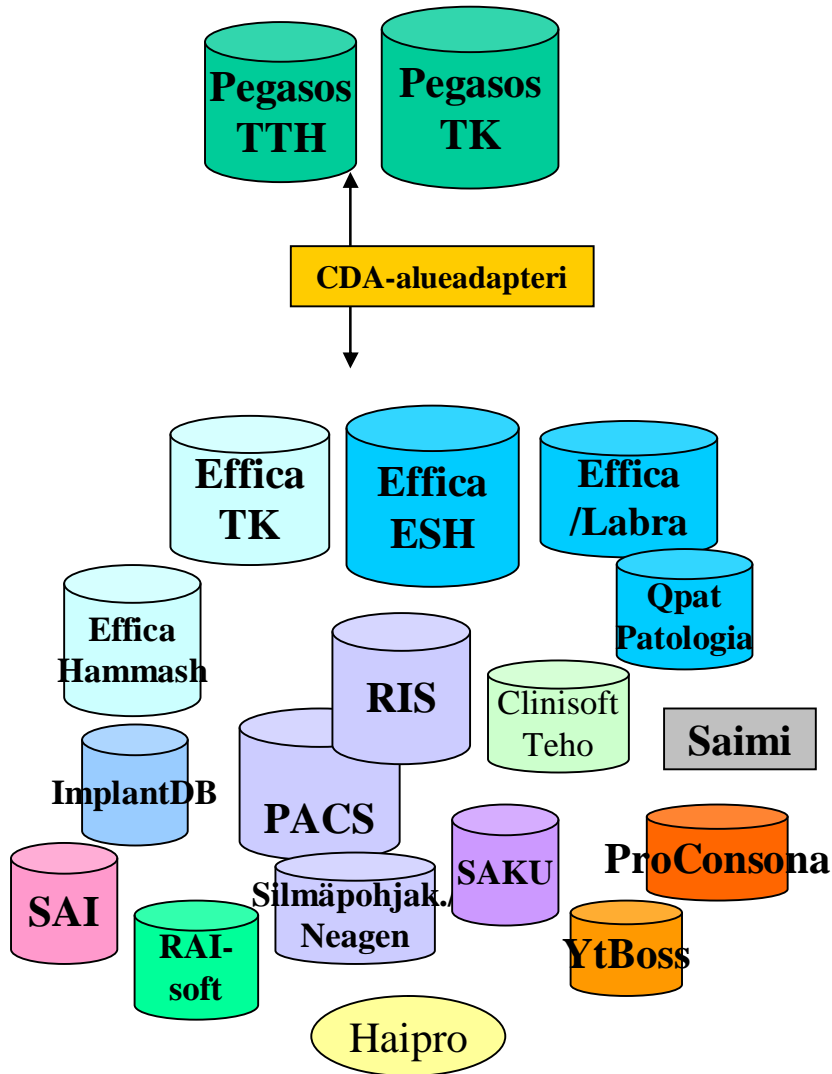 Pegasos
TTH
Pegasos
TK
CDA-alueadapteri
Effica
TK
Effica
ESH
Effica
/Labra
Qpat
Patologia
Effica
Hammash
RIS
Clinisoft
Teho
Saimi
ImplantDB
PACS
SAKU
ProConsona
SAI
Silmäpohjak./
Neagen
RAI-
soft
YtBoss
Haipro